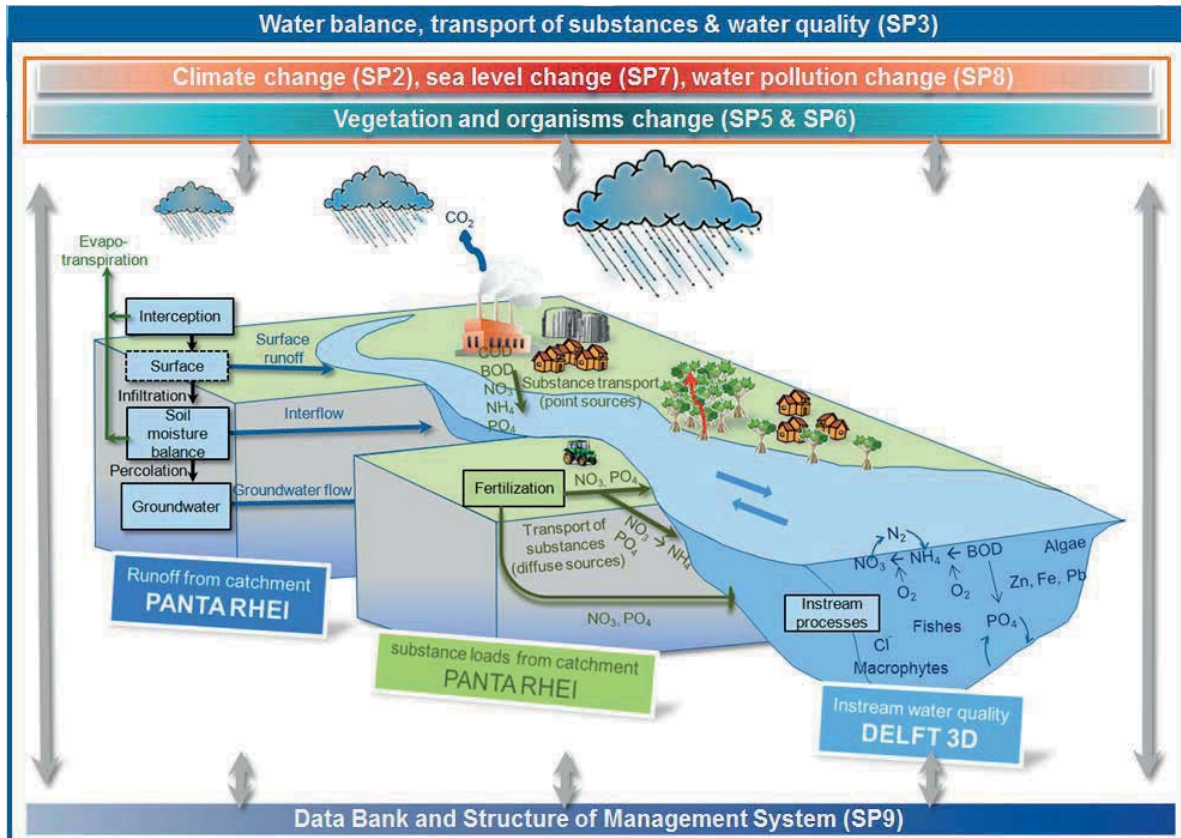 Water balance, transport of substances & water quality (SP3)
Climate change (SP2), sea level change (SP7), water pollution change (SP8)
Vegetation and organisms change (SP5 & SP6)
CO₂
Evapo-
transpiration
Interception
Surface
runoff
Surface
Infiltration
Soil
moisture
balance
Interflow
Percolation
Groundwater
Groundwater flow
COD
BOD
NO₃
NH₄
PO₄
Substance transport
(point sources)
Fertilization
NO₃, PO₄
NO₃ → NH₄
PO₄
Transport of
substances
(diffuse sources)
NO₃, PO₄
N₂
NO₃ ← NH₄ ← BOD
O₂
O₂
Algae
Zn, Fe, Pb
PO₄
Instream
processes
Fishes
Cl⁻
Macrophytes
Runoff from catchment
PANTA RHEI
substance loads from catchment
PANTA RHEI
Instream water quality
DELFT 3D
Data Bank and Structure of Management System (SP9)